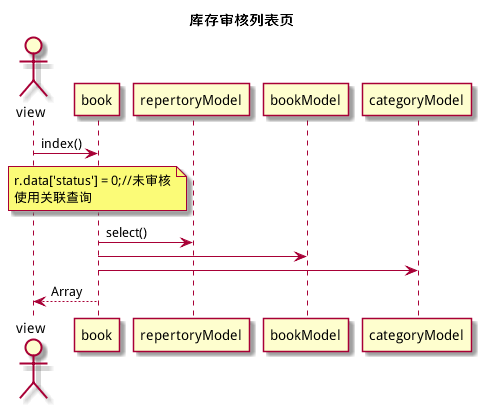 库存审核列表页
view
book
repertoryModel
bookModel
categoryModel
index()
r.data['status'] = 0;//未审核
使用关联查询
select()
Array
view
book
repertoryModel
bookModel
categoryModel